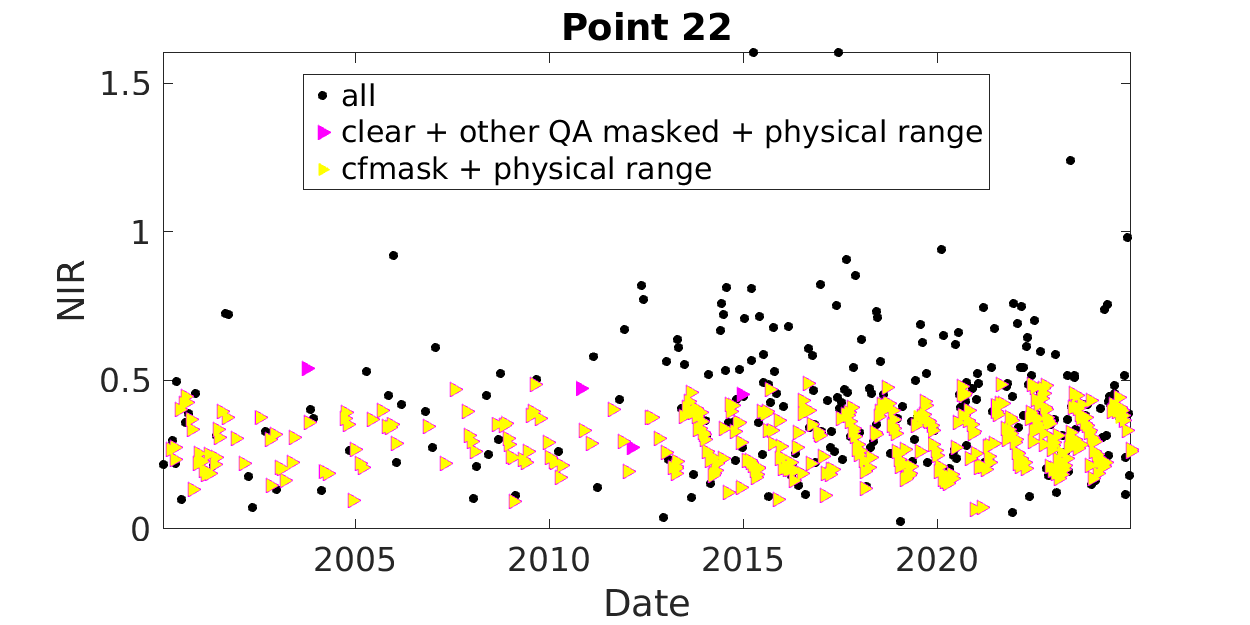 Point 22
1.5
1
0.5
0
NIR
all
clear + other QA masked + physical range
cfmask + physical range
2005 2010 2015 2020
Date